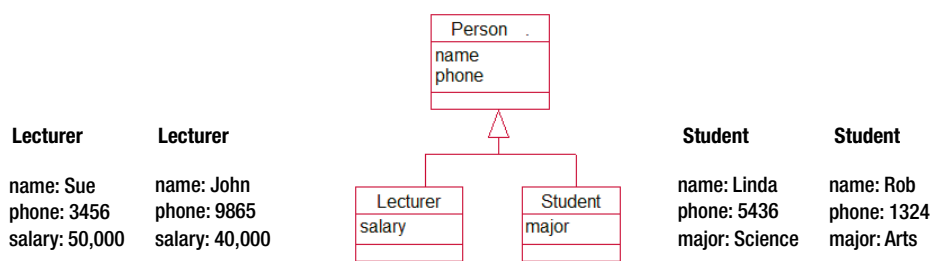 Person .
name
phone
Lecturer
name: Sue
phone: 3456
salary: 50,000
Lecturer
name: John
phone: 9865
salary: 40,000
Lecturer
salary
Student
major
Student
name: Linda
phone: 5436
major: Science
Student
name: Rob
phone: 1324
major: Arts